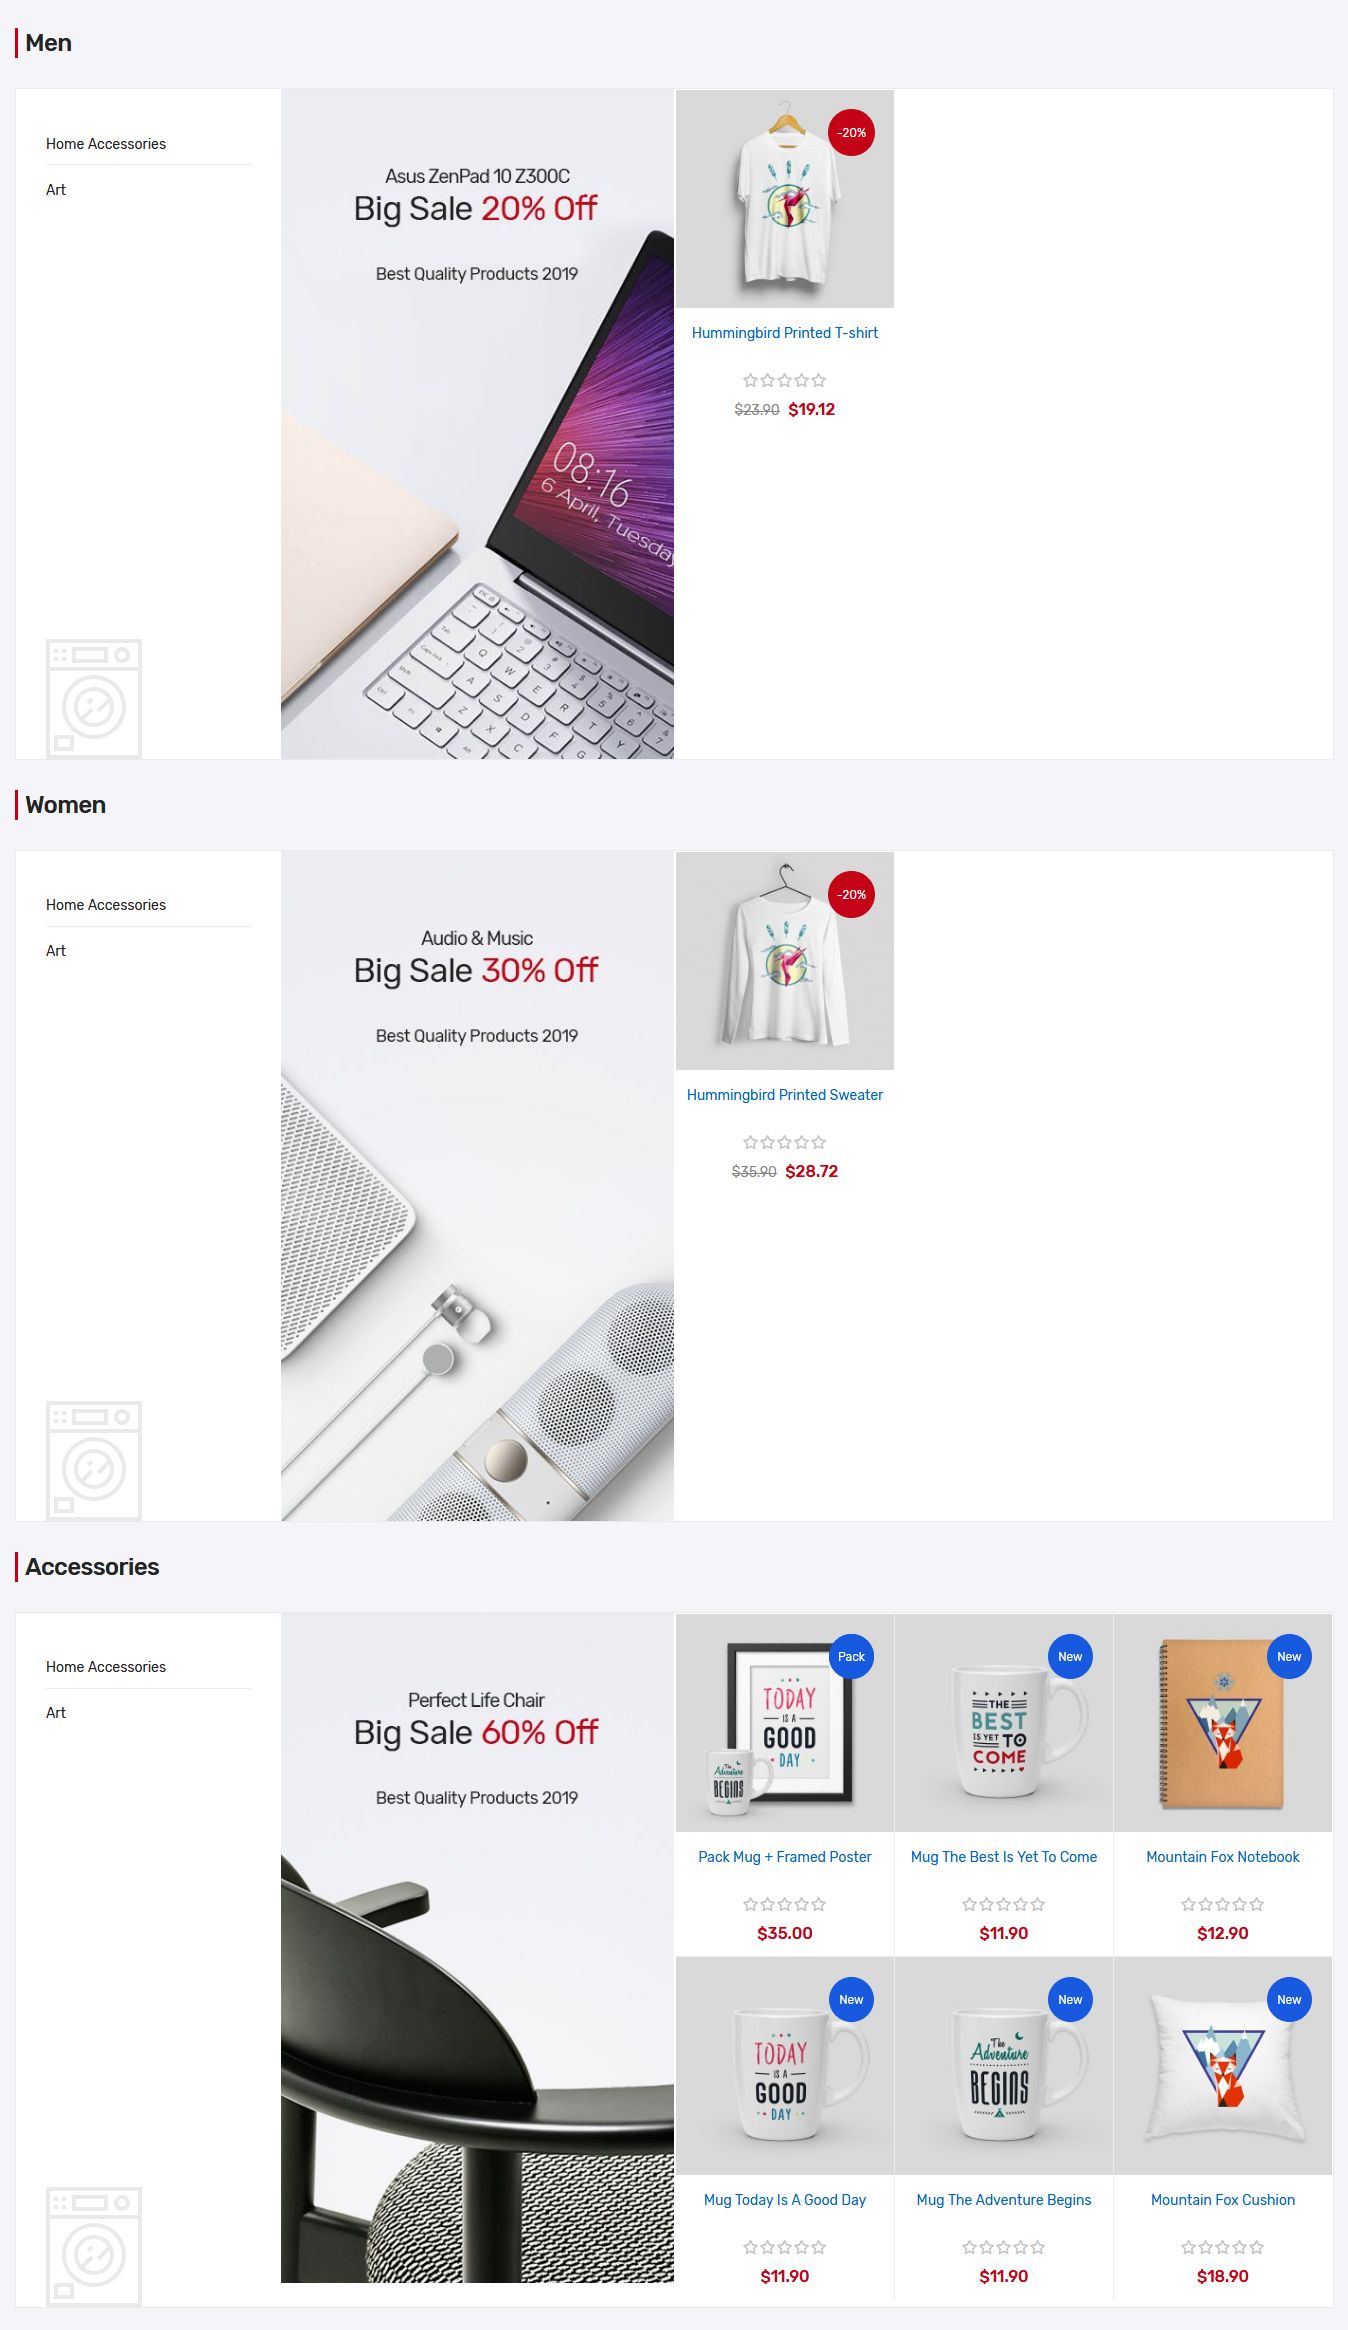 Men
Home Accessories
Art
Asus ZenPad 10 Z300C
Big Sale 20% Off
Best Quality Products 2019
08:16
6 April, Tuesday
-20%
Hummingbird Printed T-shirt
$23.90 $19.12
Women
Home Accessories
Art
Audio & Music
Big Sale 30% Off
Best Quality Products 2019
-20%
Hummingbird Printed Sweater
$35.90 $28.72
Accessories
Home Accessories
Art
Perfect Life Chair
Big Sale 60% Off
Best Quality Products 2019
Pack
TODAY
IS A
GOOD
DAY
The
Adventure
BEGINS
Pack Mug + Framed Poster
$35.00
New
THE
BEST
IS YET TO
COME
Mug The Best Is Yet To Come
$11.90
New
Mountain Fox Notebook
$12.90
New
TODAY
IS A
GOOD
DAY
Mug Today Is A Good Day
$11.90
New
The
Adventure
BEGINS
Mug The Adventure Begins
$11.90
New
Mountain Fox Cushion
$18.90